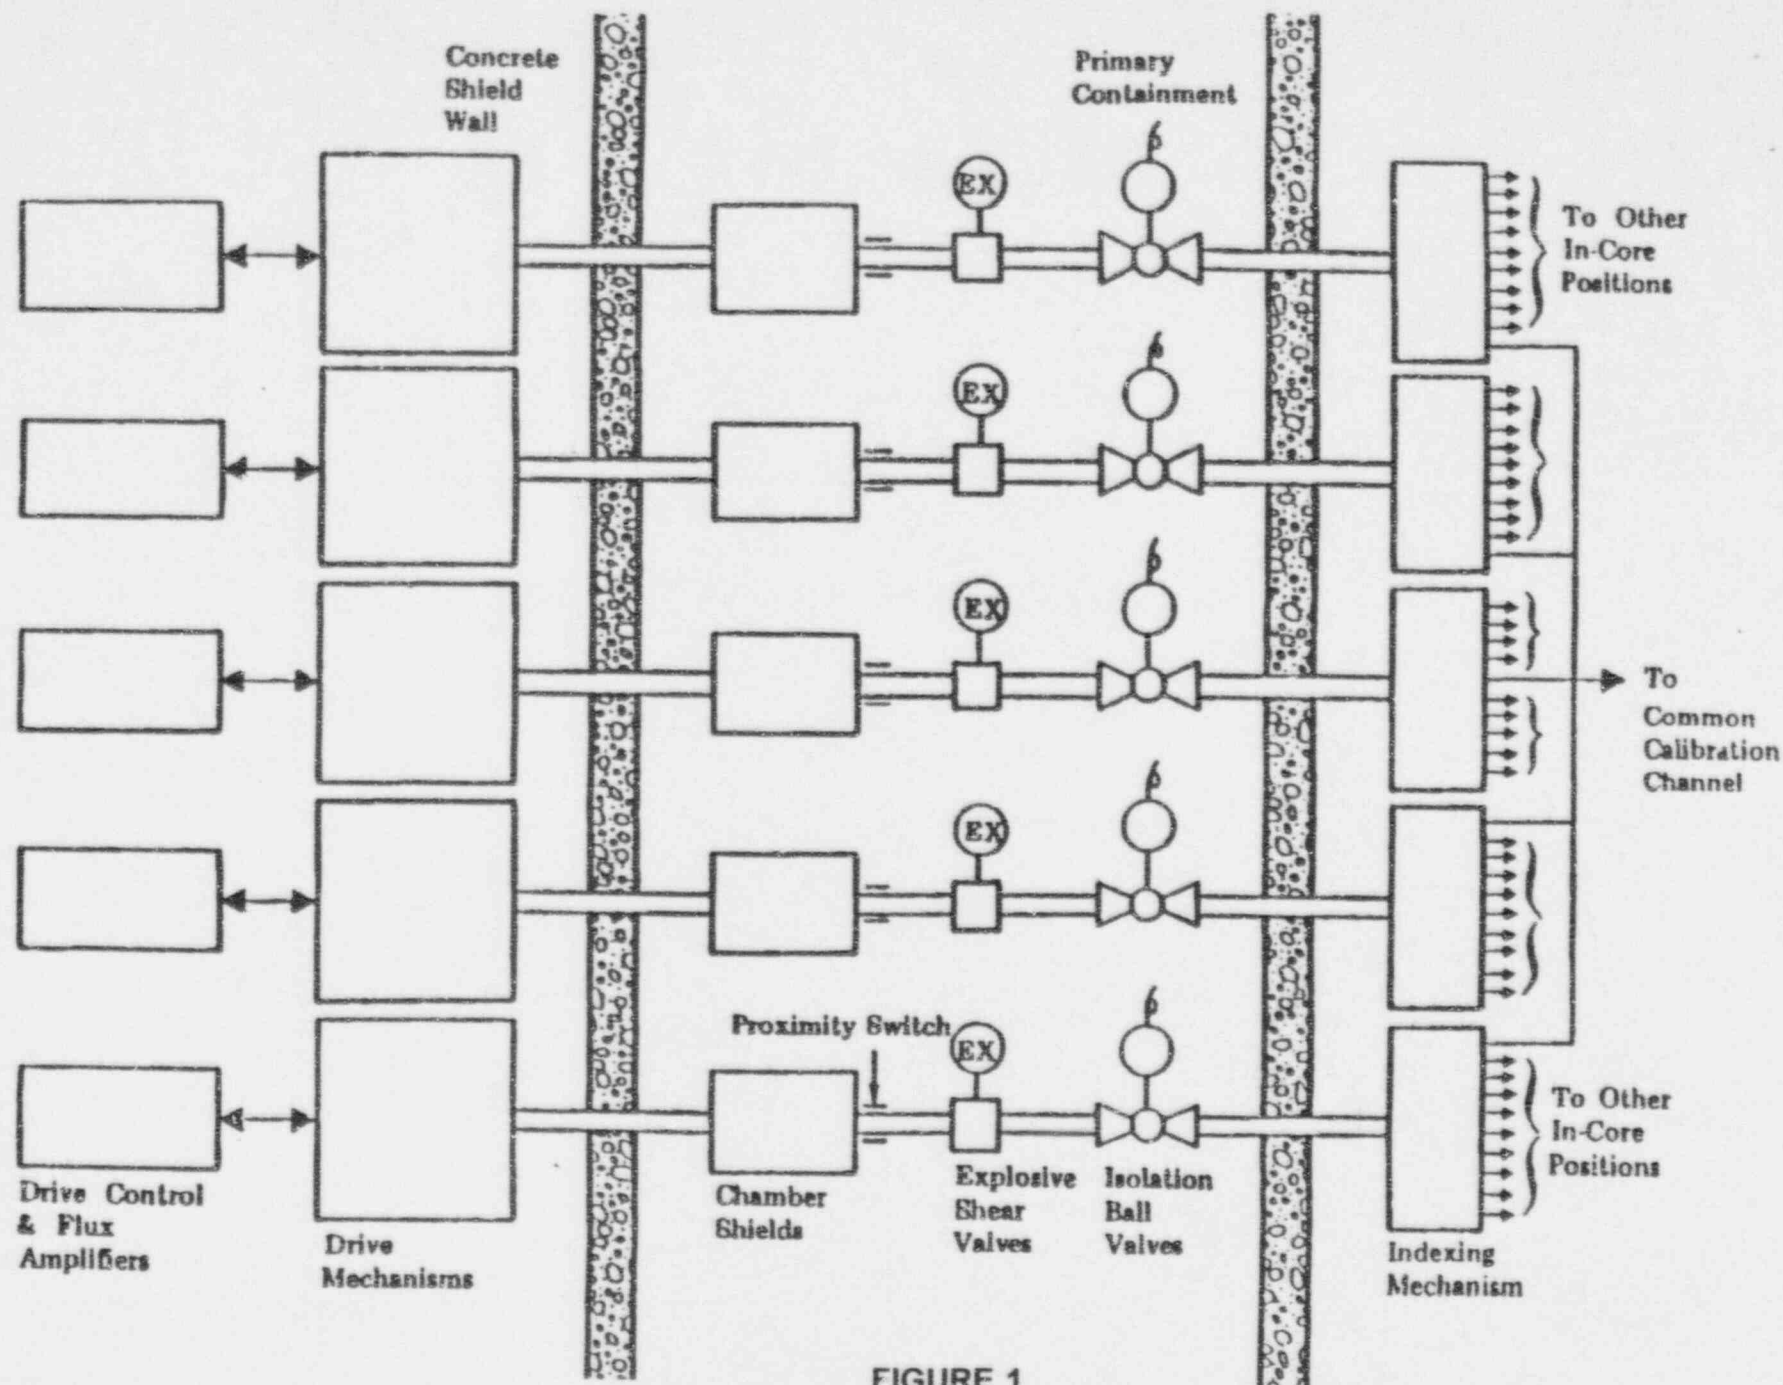 Concrete
Shield
Wall
Primary
Containment
EX
To Other
In-Core
Positions
EX
EX
To
Common
Calibration
Channel
EX
Proximity Switch
EX
To Other
In-Core
Positions
Drive Control
& Flux
Amplifiers
Drive
Mechanisms
Chamber
Shields
Explosive
Shear
Valves
Isolation
Ball
Valves
Indexing
Mechanism
FIGURE 1